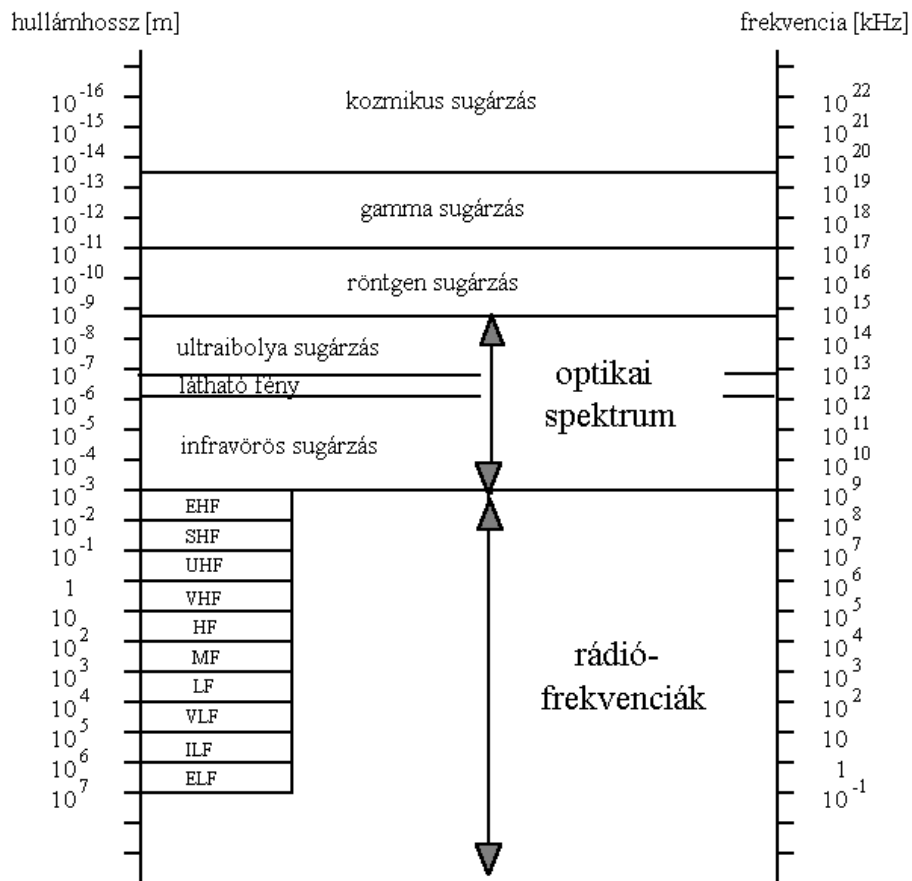 hullámhossz [m]
frekvencia [kHz]
10^-16
10^-15
10^-14
10^-13
10^-12
10^-11
10^-10
10^-9
10^-8
10^-7
10^-6
10^-5
10^-4
10^-3
10^-2
10^-1
1
10
10^2
10^3
10^4
10^5
10^6
10^7
kozmikus sugárzás
gamma sugárzás
röntgen sugárzás
ultraibolya sugárzás
látható fény
infravörös sugárzás
optikai
spektrum
EHF
SHF
UHF
VHF
HF
MF
LF
VLF
ILF
ELF
rádió-
frekvenciák
10^22
10^21
10^20
10^19
10^18
10^17
10^16
10^15
10^14
10^13
10^12
10^11
10^10
10^9
10^8
10^7
10^6
10^5
10^4
10^3
10^2
10
1
10^-1